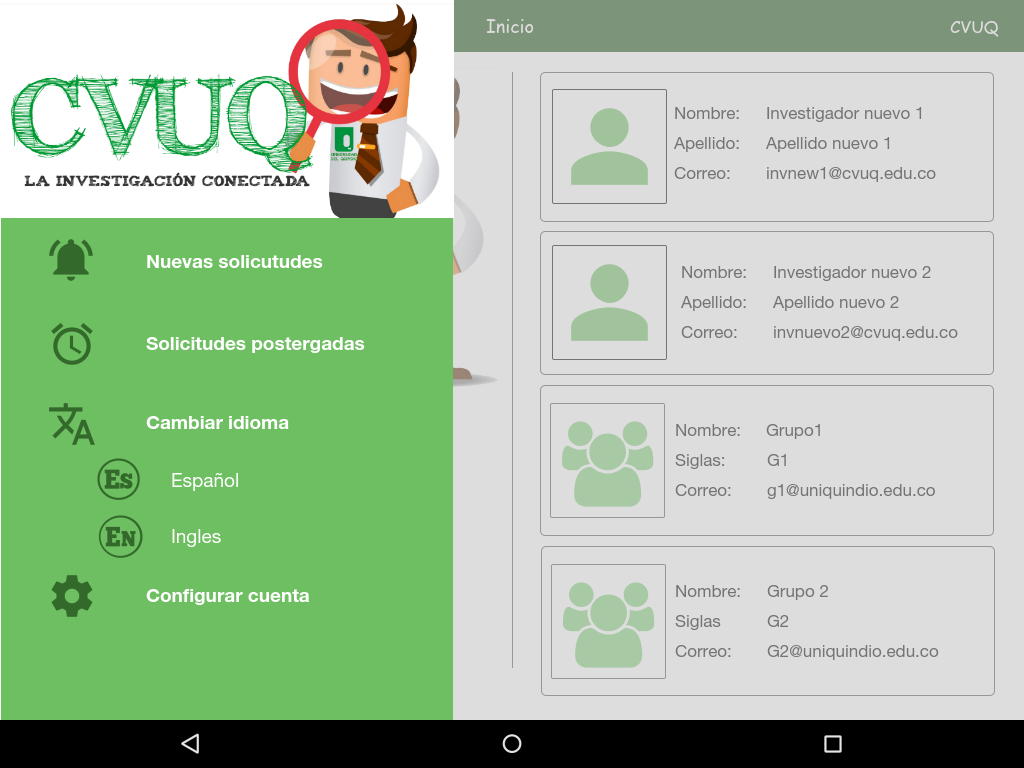 CVUQ
LA INVESTIGACIÓN CONECTADA
Nuevas solicutudes
Solicitudes postergadas
Cambiar idioma
Es Español
En Ingles
Configurar cuenta
Inicio
CVUQ
Nombre: Investigador nuevo 1
Apellido: Apellido nuevo 1
Correo: invnew1@cvuq.edu.co
Nombre: Investigador nuevo 2
Apellido: Apellido nuevo 2
Correo: invnuevo2@cvuq.edu.co
Nombre: Grupo1
Siglas: G1
Correo: g1@uniquindio.edu.co
Nombre: Grupo 2
Siglas G2
Correo: G2@uniquindio.edu.co